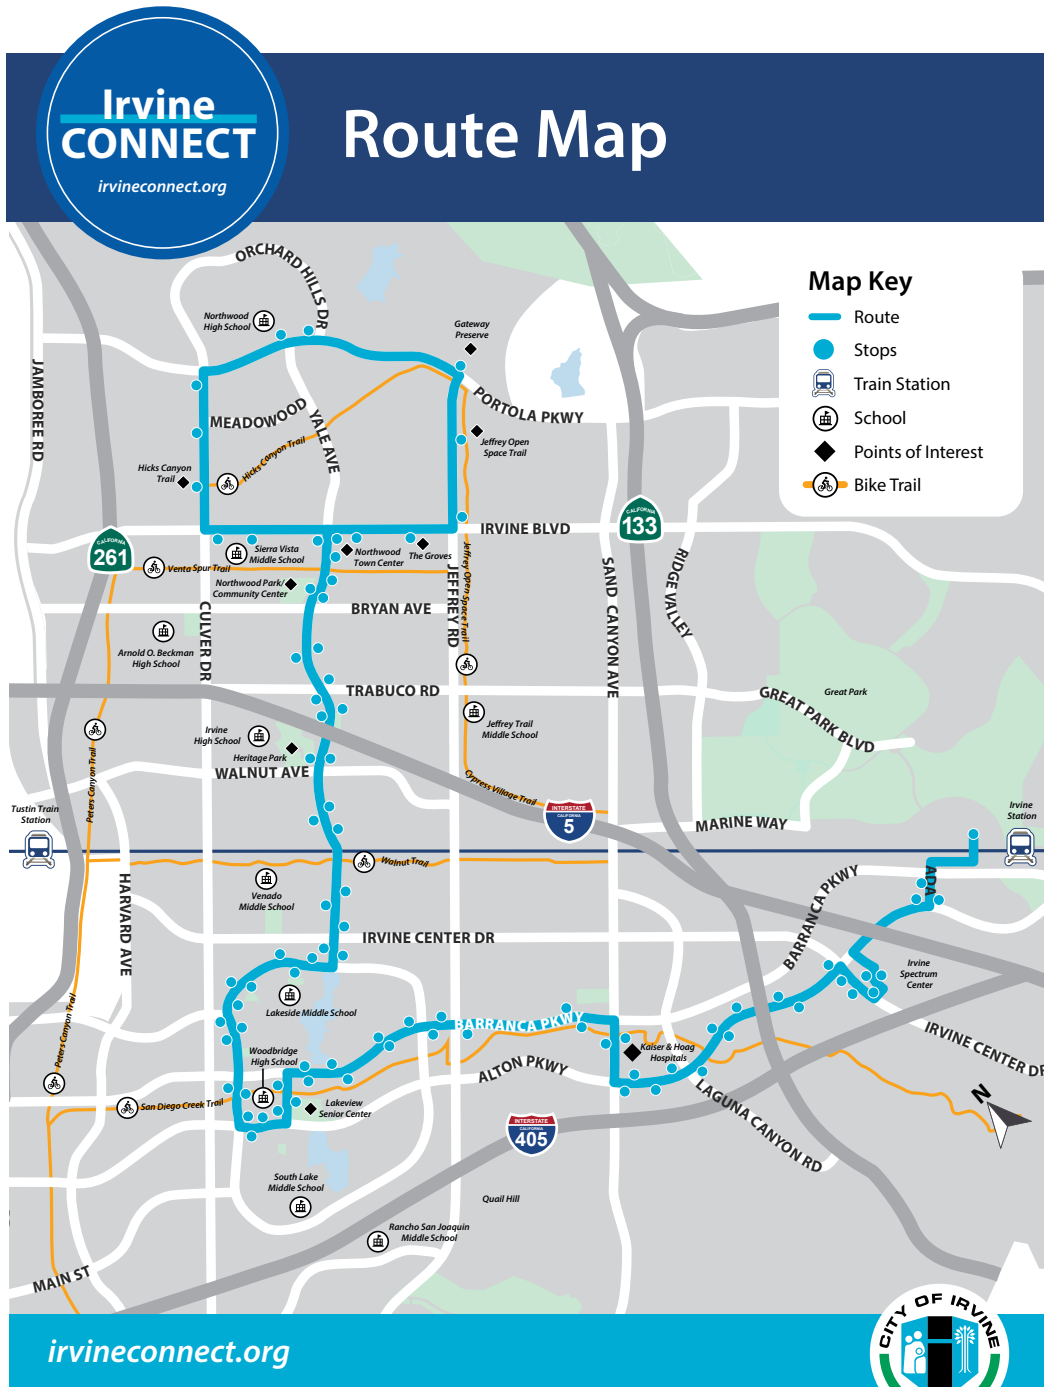 Irvine
CONNECT
irvineconnect.org
Route Map
Map Key
Route
Stops
Train Station
School
Points of Interest
Bike Trail
ORCHARD HILLS DR
Northwood
High School
Gateway
Preserve
JAMBOREE RD
MEADOWOOD
YALE AVE
PORTOLA PKWY
Hicks Canyon Trail
Jeffrey Open
Space Trail
Hicks Canyon
Trail
CALIFORNIA
261
CALIFORNIA
133
IRVINE BLVD
Sierra Vista
Middle School
Northwood
Town Center
The Groves
Venta Spur Trail
Northwood Park/
Community Center
Jeffrey Open Space Trail
JEFFREY RD
SAND CANYON AVE
RIDGE VALLEY
BRYAN AVE
CULVER DR
Arnold O. Beckman
High School
TRABUCO RD
Great Park
GREAT PARK BLVD
Irvine
High School
Jeffrey Trail
Middle School
Heritage Park
WALNUT AVE
Peters Canyon Trail
Cypress Village Trail
INTERSTATE
CALIFORNIA
5
MARINE WAY
Tustin Train
Station
Irvine
Station
Walnut Trail
HARVARD AVE
Venado
Middle School
BARRANCA PKWY
ADA
IRVINE CENTER DR
Irvine
Spectrum
Center
Lakeside Middle School
BARRANCA PKWY
IRVINE CENTER DR
Peters Canyon Trail
Woodbridge
High School
Kaiser & Hoag
Hospitals
ALTON PKWY
LAGUNA CANYON RD
N
San Diego Creek Trail
Lakeview
Senior Center
INTERSTATE
CALIFORNIA
405
South Lake
Middle School
Quail Hill
Rancho San Joaquin
Middle School
MAIN ST
irvineconnect.org
CITY OF IRVINE